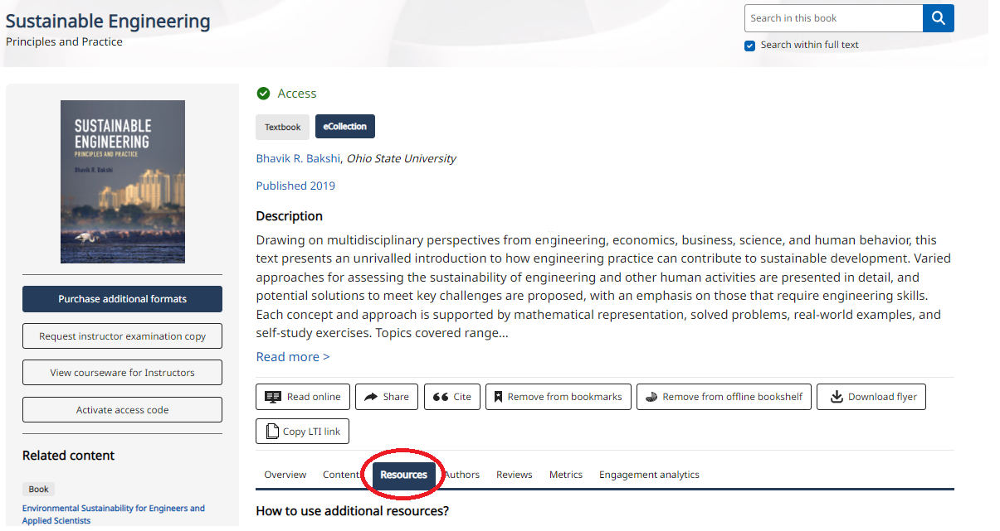 Sustainable Engineering
Principles and Practice
Search in this book
Search within full text
SUSTAINABLE
ENGINEERING
PRINCIPLES AND PRACTICE
Bhavik R. Bakshi
Purchase additional formats
Request instructor examination copy
View courseware for Instructors
Activate access code
Related content
Book
Environmental Sustainability for Engineers and
Applied Scientists
Access
Textbook
eCollection
Bhavik R. Bakshi, Ohio State University
Published 2019
Description
Drawing on multidisciplinary perspectives from engineering, economics, business, science, and human behavior, this
text presents an unrivalled introduction to how engineering practice can contribute to sustainable development. Varied
approaches for assessing the sustainability of engineering and other human activities are presented in detail, and
potential solutions to meet key challenges are proposed, with an emphasis on those that require engineering skills.
Each concept and approach is supported by mathematical representation, solved problems, real-world examples, and
self-study exercises. Topics covered range...
Read more >
Read online Share Cite Remove from bookmarks Remove from offline bookshelf Download flyer
Copy LTI link
Overview Content Resources Authors Reviews Metrics Engagement analytics
How to use additional resources?